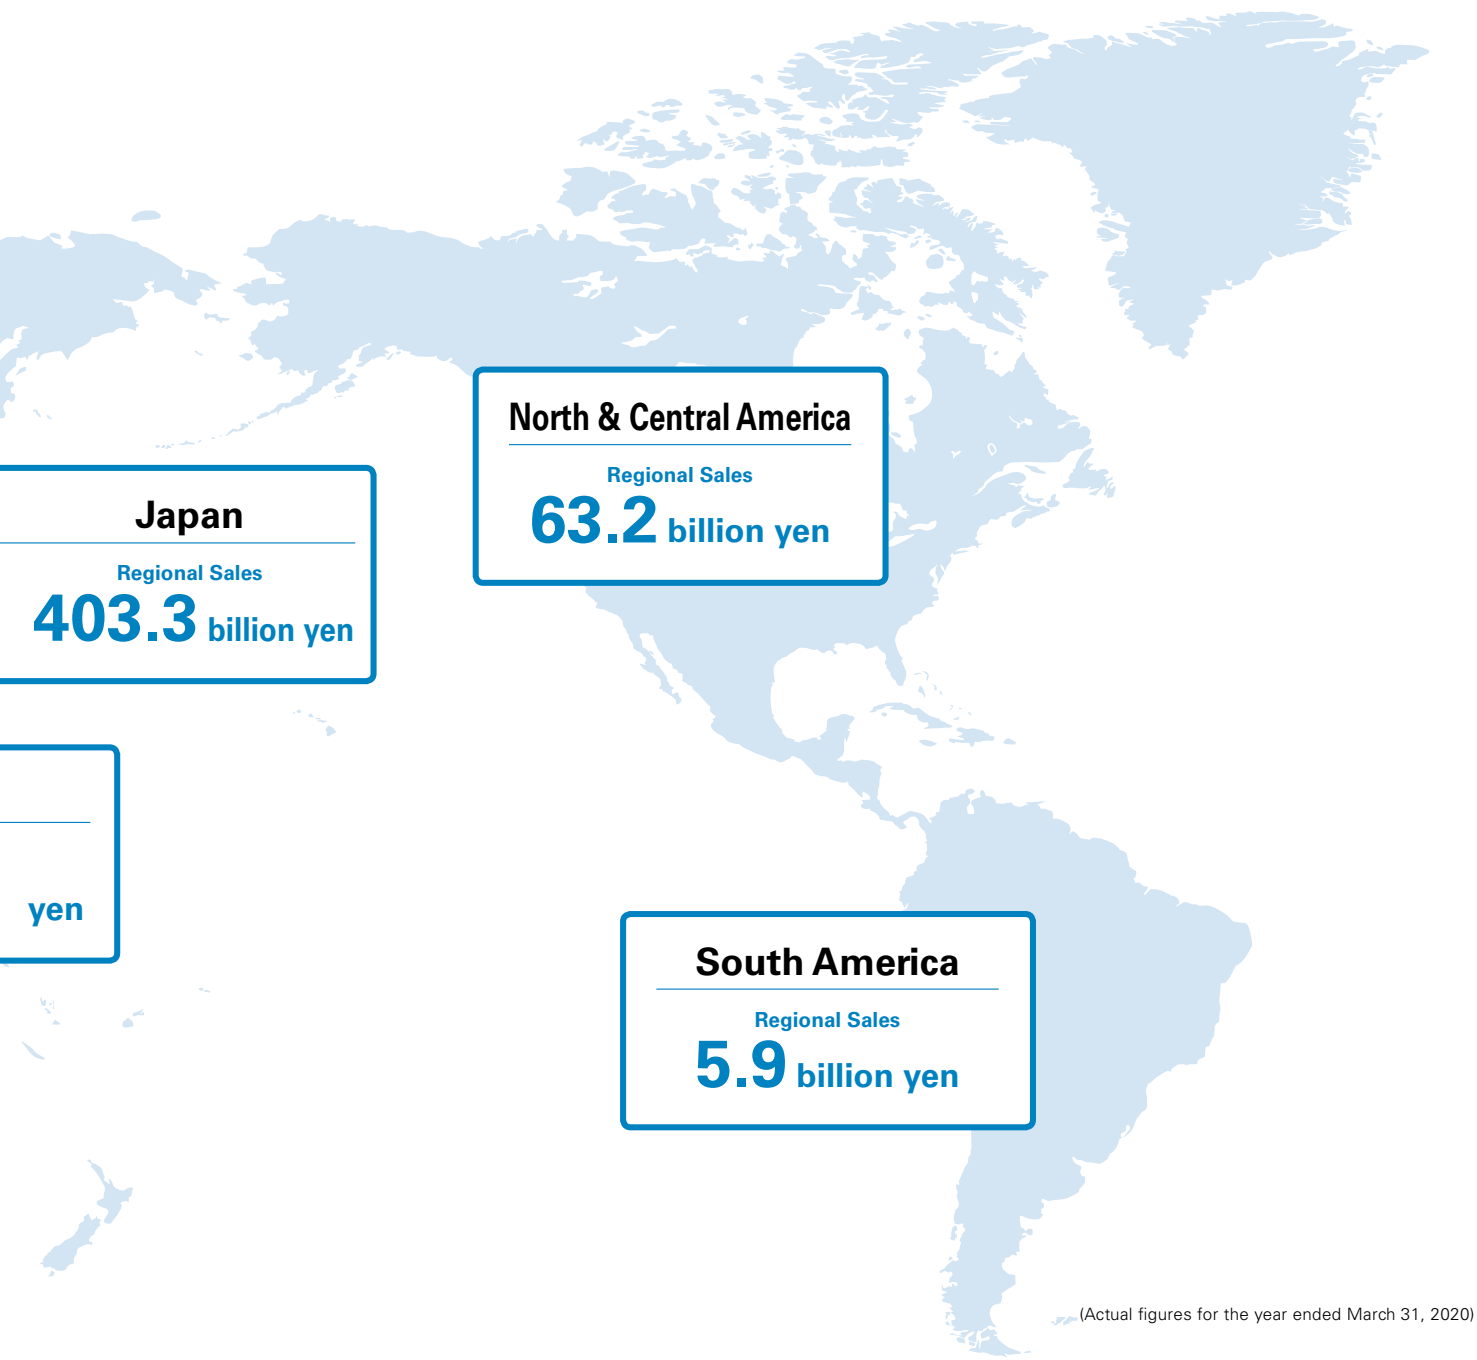 North & Central America
Regional Sales
63.2 billion yen
Japan
Regional Sales
403.3 billion yen
yen
South America
Regional Sales
5.9 billion yen
(Actual figures for the year ended March 31, 2020)